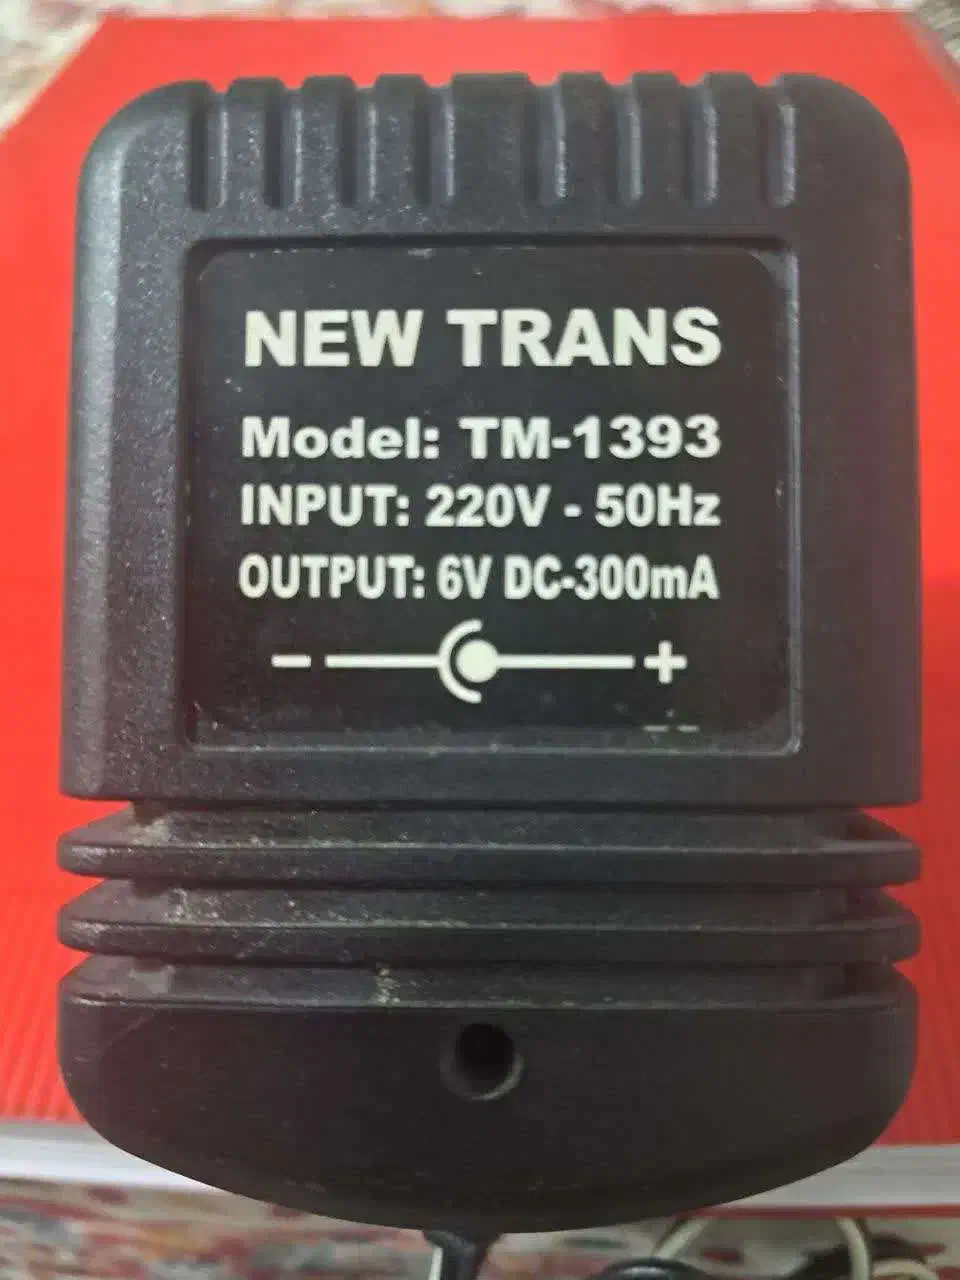 NEW TRANS
Model: TM-1393
INPUT: 220V - 50Hz
OUTPUT: 6V DC-300mA
- +